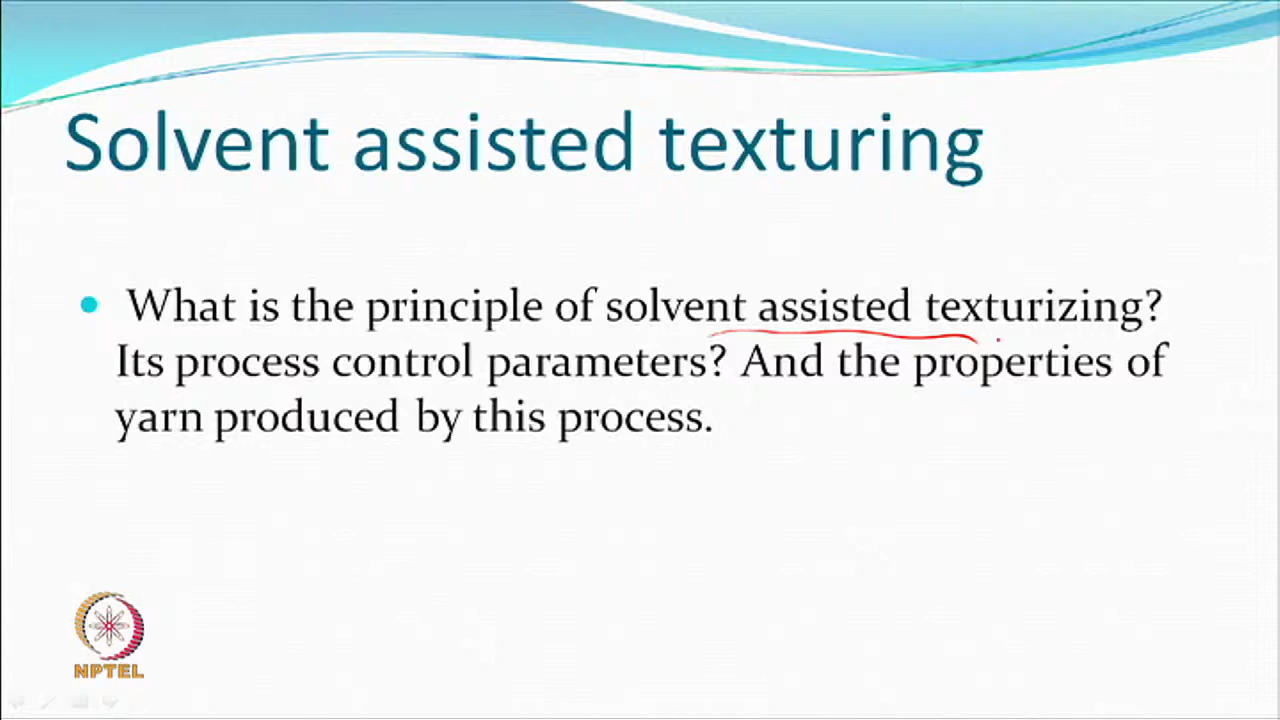 Solvent assisted texturing
What is the principle of solvent assisted texturizing?
Its process control parameters? And the properties of
yarn produced by this process.
NPTEL